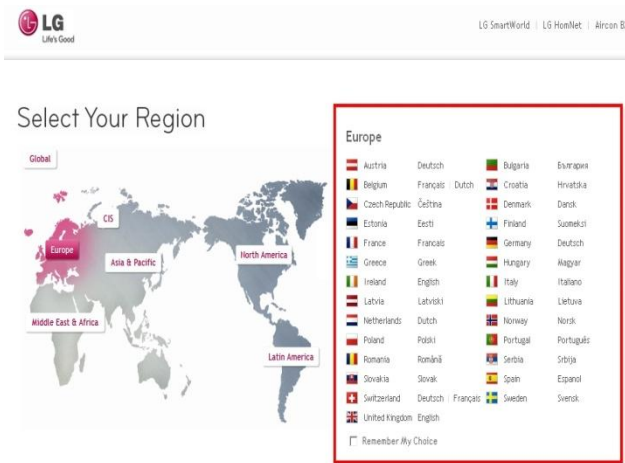 LG
Life's Good
LG SmartWorld | LG HomNet | Aircon
Select Your Region
Global
CIS
Europe
Asia & Pacific
North America
Middle East & Africa
Latin America
Europe
Austria Deutsch Bulgaria България
Belgium Français | Dutch Croatia Hrvatska
Czech Republic Čeština Denmark Dansk
Estonia Eesti Finland Suomeksi
France Francais Germany Deutsch
Greece Greek Hungary Magyar
Ireland English Italy Italiano
Latvia Latviski Lithuania Lietuva
Netherlands Dutch Norway Norsk
Poland Polski Portugal Português
Romania Română Serbia Srbija
Slovakia Slovak Spain Espanol
Switzerland Deutsch | Français Sweden Svensk
United Kingdom English
Remember My Choice